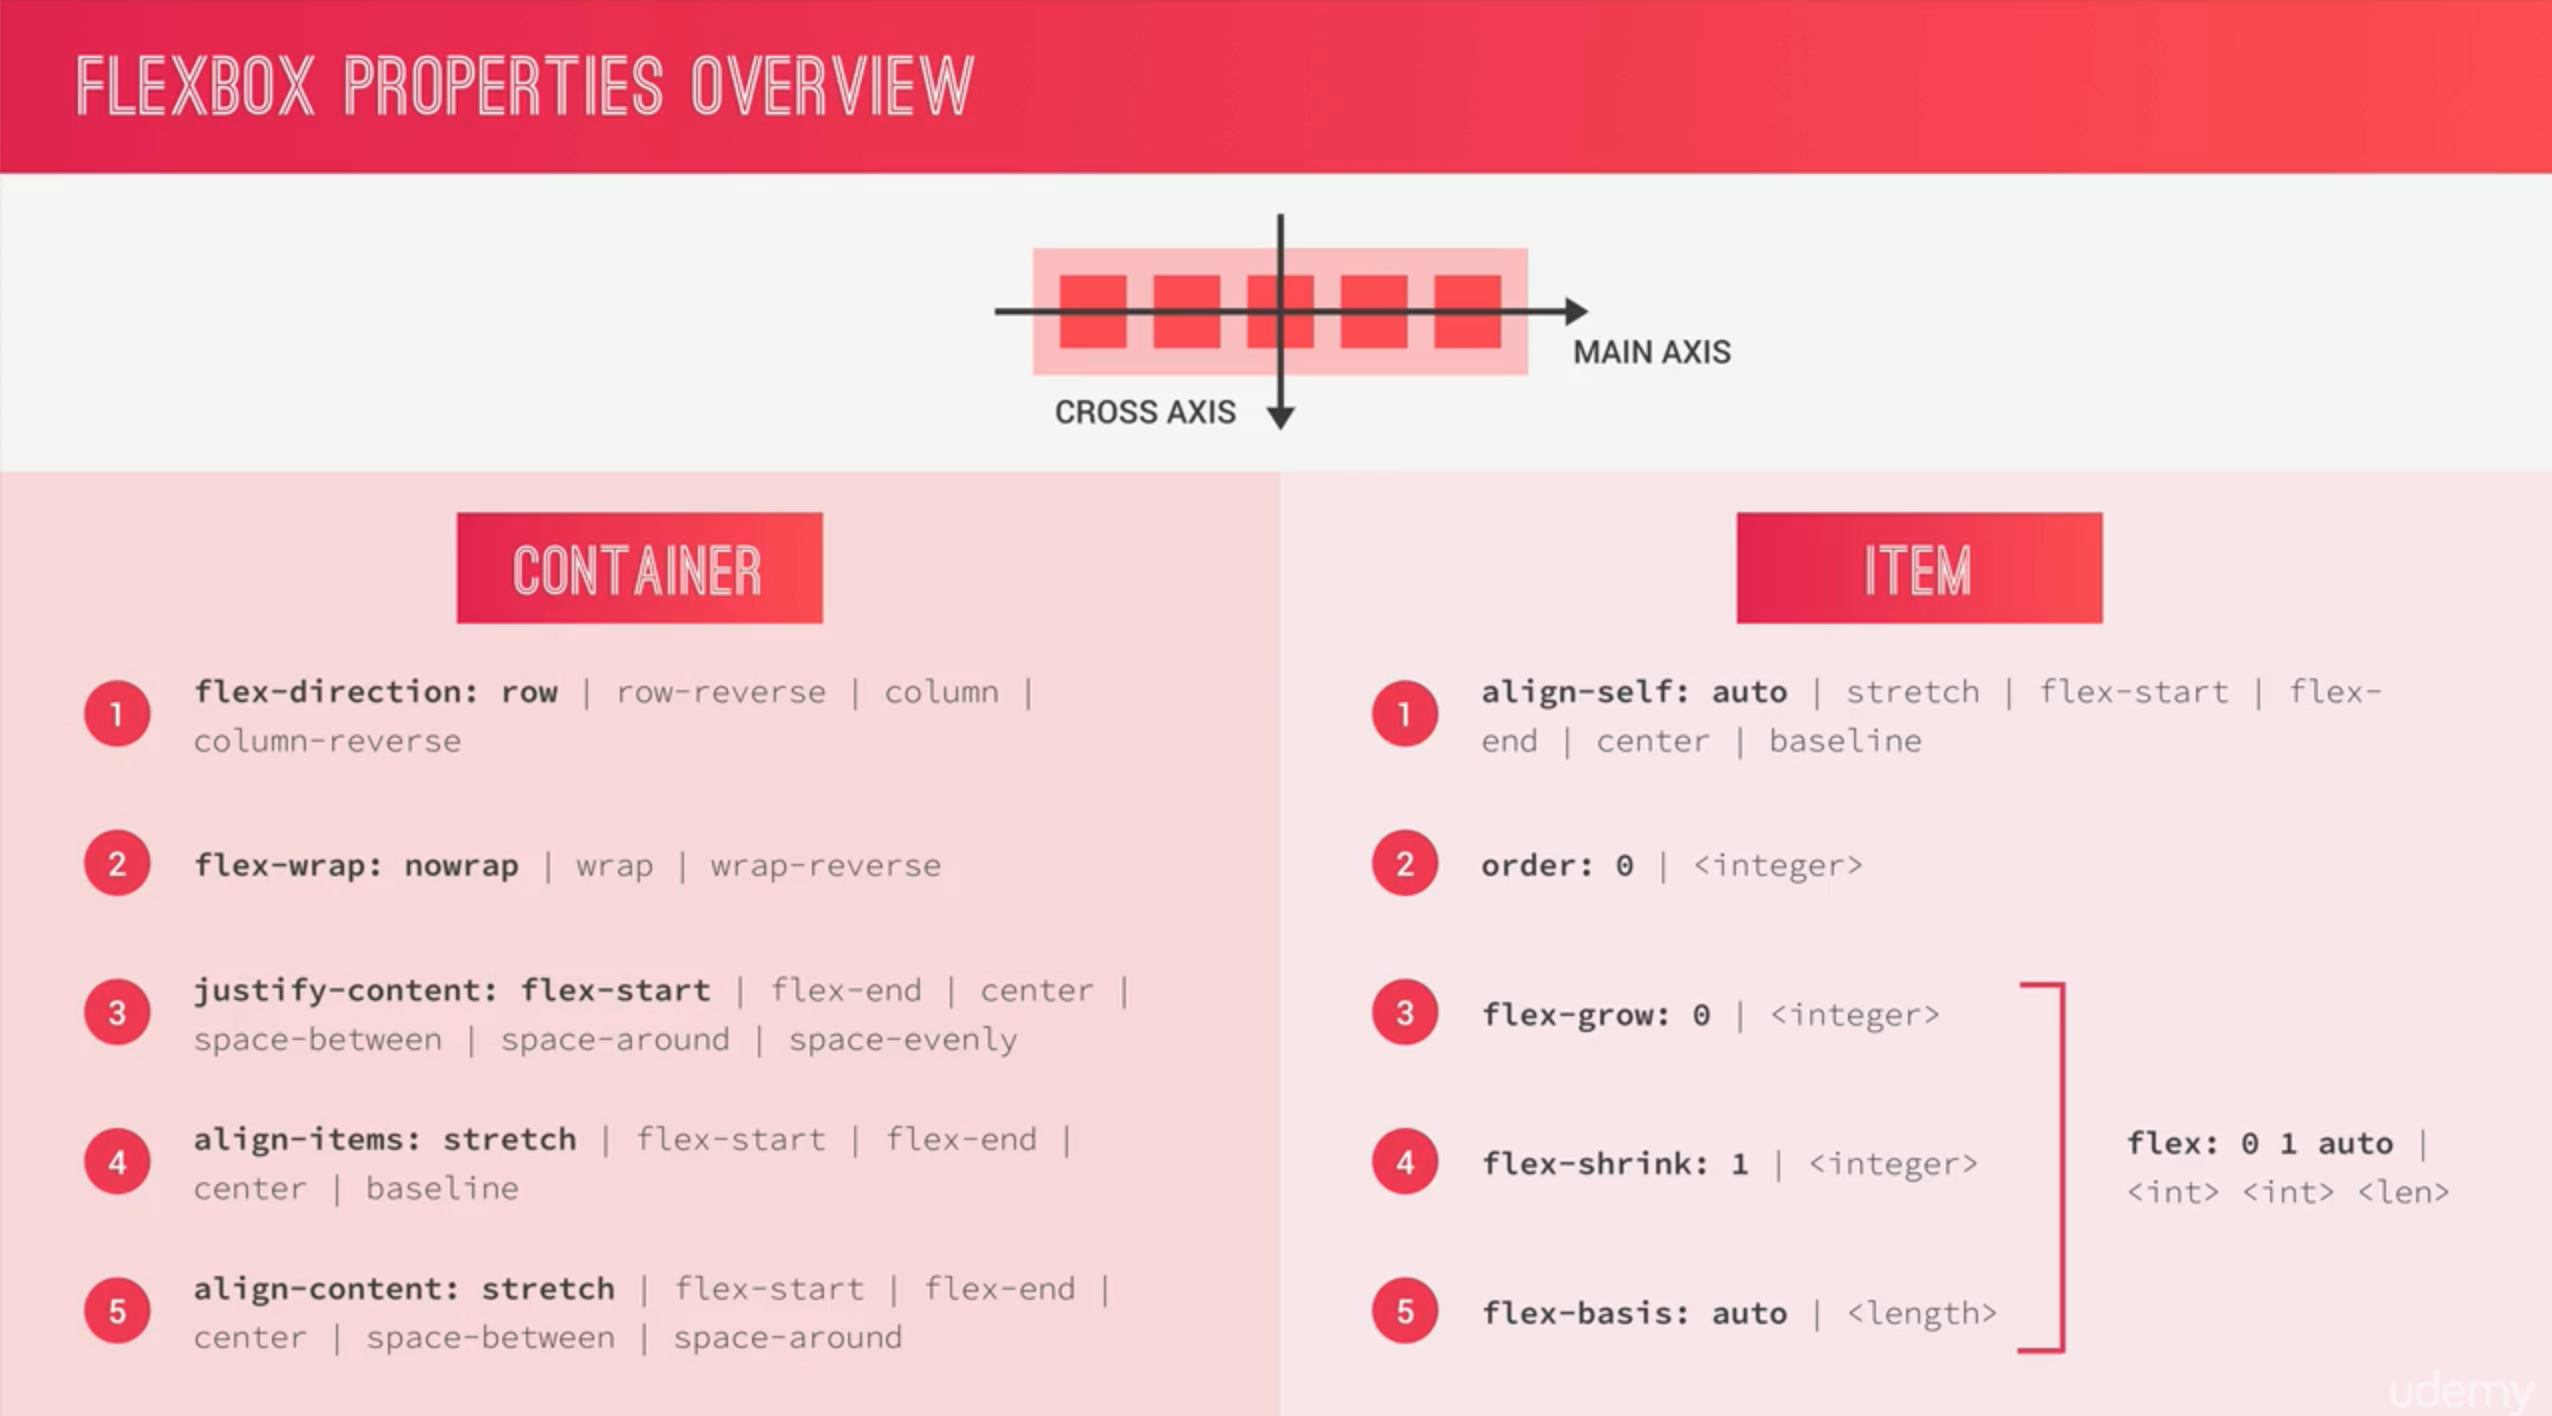 FLEXBOX PROPERTIES OVERVIEW
MAIN AXIS
CROSS AXIS
CONTAINER
1
flex-direction: row | row-reverse | column |
column-reverse
2
flex-wrap: nowrap | wrap | wrap-reverse
3
justify-content: flex-start | flex-end | center |
space-between | space-around | space-evenly
4
align-items: stretch | flex-start | flex-end |
center | baseline
5
align-content: stretch | flex-start | flex-end |
center | space-between | space-around
ITEM
1
align-self: auto | stretch | flex-start | flex-
end | center | baseline
2
order: 0 | <integer>
3
flex-grow: 0 | <integer>
4
flex-shrink: 1 | <integer>
5
flex-basis: auto | <length>
flex: 0 1 auto |
<int> <int> <len>
udemy